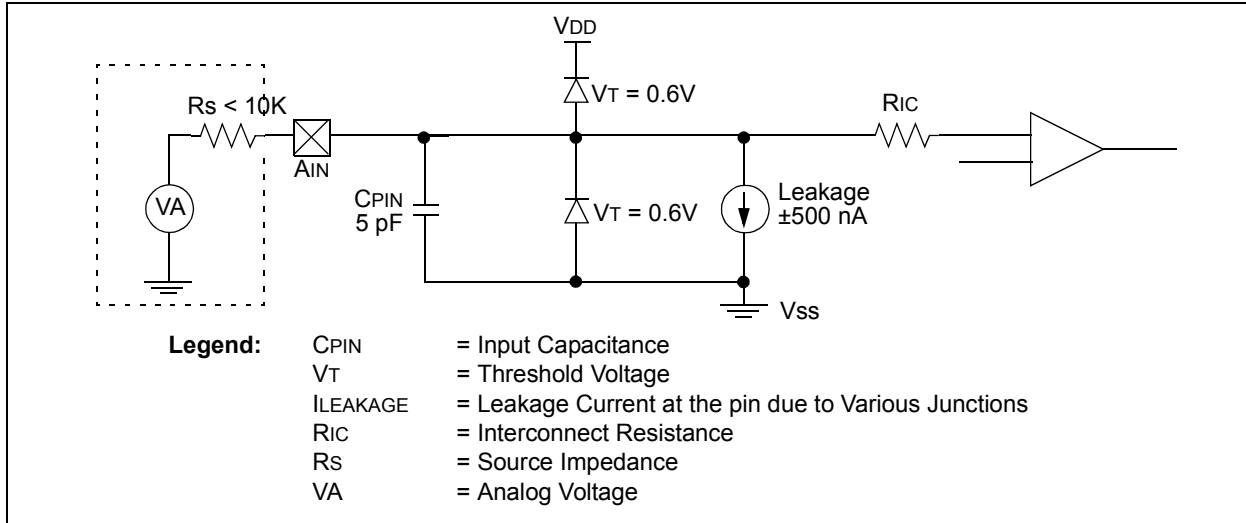 VDD
VT = 0.6V
RS < 10K
RIC
AIN
VA
CPIN
5 pF
VT = 0.6V
Leakage
±500 nA
VSS
Legend:
CPIN = Input Capacitance
VT = Threshold Voltage
ILEAKAGE = Leakage Current at the pin due to Various Junctions
RIC = Interconnect Resistance
RS = Source Impedance
VA = Analog Voltage